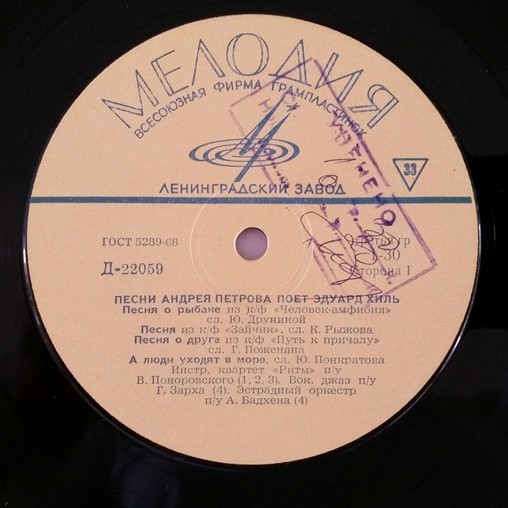 МЕЛОДИЯ
ВСЕСОЮЗНАЯ ФИРМА ГРАМПЛАСТИНОК
ЛЕНИНГРАДСКИЙ ЗАВОД
33
ГОСТ 5289-68
Д-22059
-30
Сторона 1
ПЕСНИ АНДРЕЯ ПЕТРОВА ПОЕТ ЭДУАРД ХИЛЬ
Песня о рыбаке из к/ф «Человек-амфибия»
сл. Ю. Друниной
Песня из к/ф «Зайчик», сл. К. Рыжова
Песня о друге из к/ф «Путь к причалу»
сл. Г. Поженяна
А люди уходят в море, сл. Ю. Понкратова
Инстр. квартет «Ритм» п/у
В. Поноровского (1, 2, 3). Вок. джаз п/у
Г. Зарха (4). Эстрадный оркестр
п/у А. Бадхена (4)